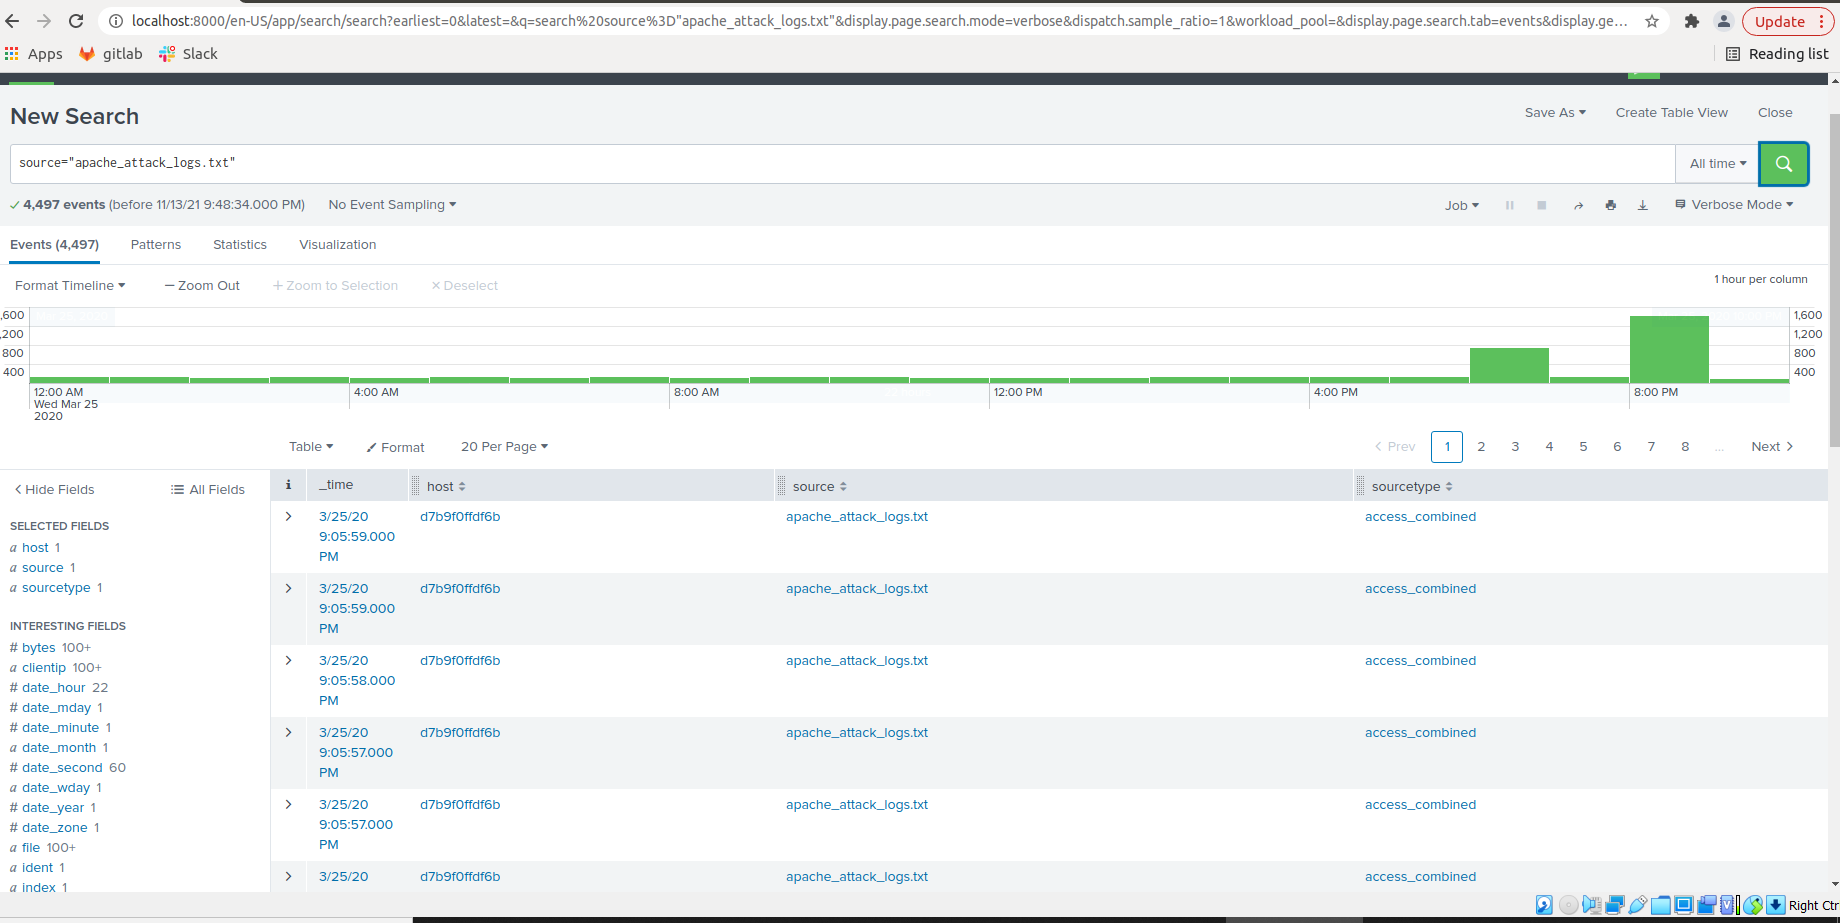 localhost:8000/en-US/app/search/search?earliest=0&latest=&q=search%20source%3D"apache_attack_logs.txt"&display.page.search.mode=verbose&dispatch.sample_ratio=1&workload_pool=&display.page.search.tab=events&display.ge...
Update
Apps gitlab Slack Reading list
New Search
Save As Create Table View Close
source="apache_attack_logs.txt"
All time
4,497 events (before 11/13/21 9:48:34.000 PM) No Event Sampling
Job Verbose Mode
Events (4,497) Patterns Statistics Visualization
Format Timeline — Zoom Out + Zoom to Selection × Deselect
1 hour per column
,600 1,600
,200 1,200
800 800
400 400
12:00 AM 4:00 AM 8:00 AM 12:00 PM 4:00 PM 8:00 PM
Wed Mar 25
2020
Table Format 20 Per Page
< Prev 1 2 3 4 5 6 7 8 ... Next >
< Hide Fields All Fields
SELECTED FIELDS
a host 1
a source 1
a sourcetype 1
INTERESTING FIELDS
# bytes 100+
a clientip 100+
# date_hour 22
# date_mday 1
# date_minute 1
a date_month 1
# date_second 60
a date_wday 1
# date_year 1
# date_zone 1
a file 100+
a ident 1
a index 1
i _time host source sourcetype
> 3/25/20 d7b9f0ffdf6b apache_attack_logs.txt access_combined
9:05:59.000
PM
> 3/25/20 d7b9f0ffdf6b apache_attack_logs.txt access_combined
9:05:59.000
PM
> 3/25/20 d7b9f0ffdf6b apache_attack_logs.txt access_combined
9:05:58.000
PM
> 3/25/20 d7b9f0ffdf6b apache_attack_logs.txt access_combined
9:05:57.000
PM
> 3/25/20 d7b9f0ffdf6b apache_attack_logs.txt access_combined
9:05:57.000
PM
> 3/25/20 d7b9f0ffdf6b apache_attack_logs.txt access_combined
Right Ctr